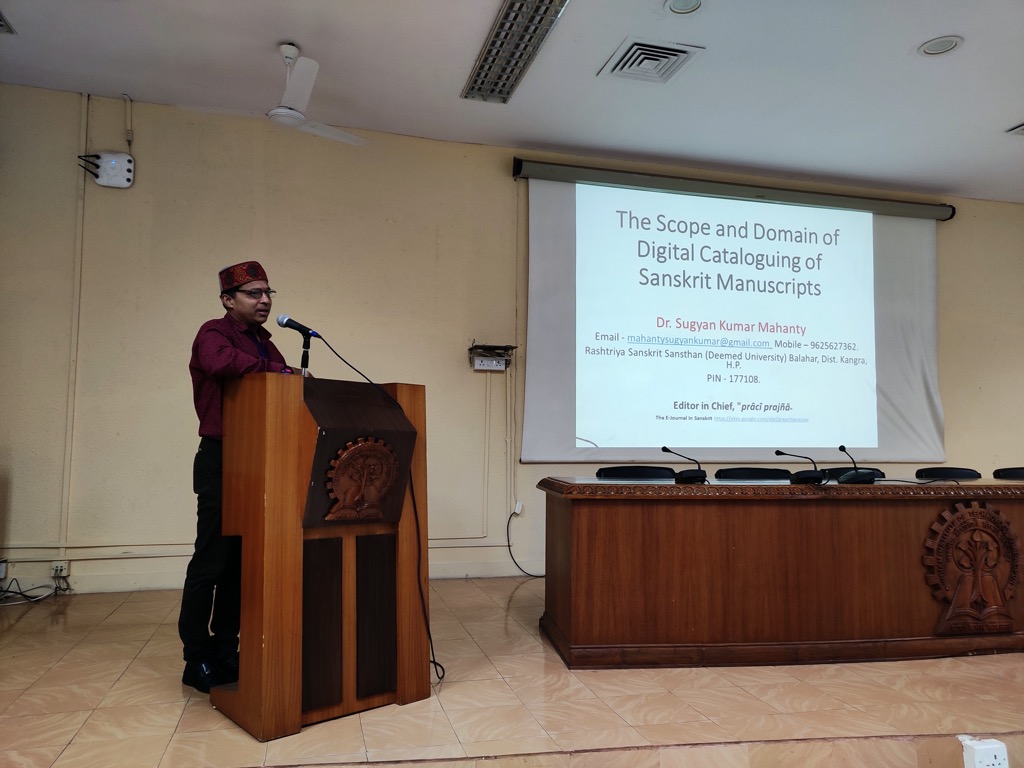 The Scope and Domain of
Digital Cataloguing of
Sanskrit Manuscripts
Dr. Sugyan Kumar Mahanty
Email - mahantysugyankumar@gmail.com Mobile – 9625627362.
Rashtriya Sanskrit Sansthan (Deemed University) Balahar, Dist. Kangra,
H.P.
PIN - 177108.
Editor in Chief, "prācī prajñā-
The E-Journal in Sanskrit